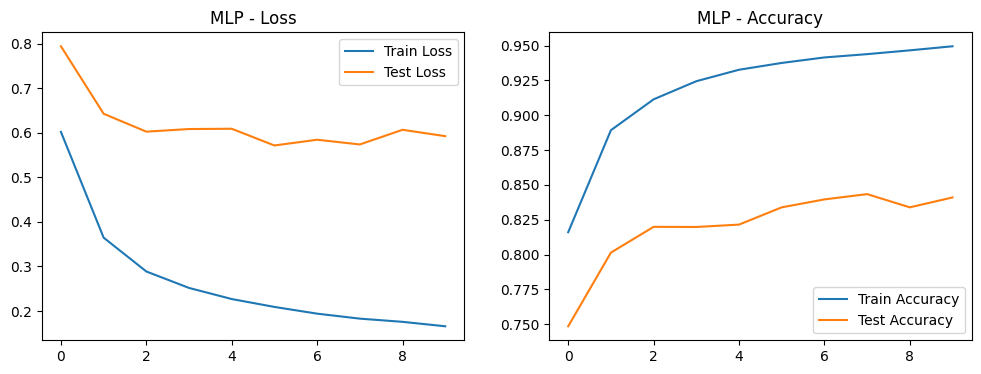 MLP - Loss
0.8
0.7
0.6
0.5
0.4
0.3
0.2
0 2 4 6 8
Train Loss
Test Loss
MLP - Accuracy
0.950
0.925
0.900
0.875
0.850
0.825
0.800
0.775
0.750
0 2 4 6 8
Train Accuracy
Test Accuracy